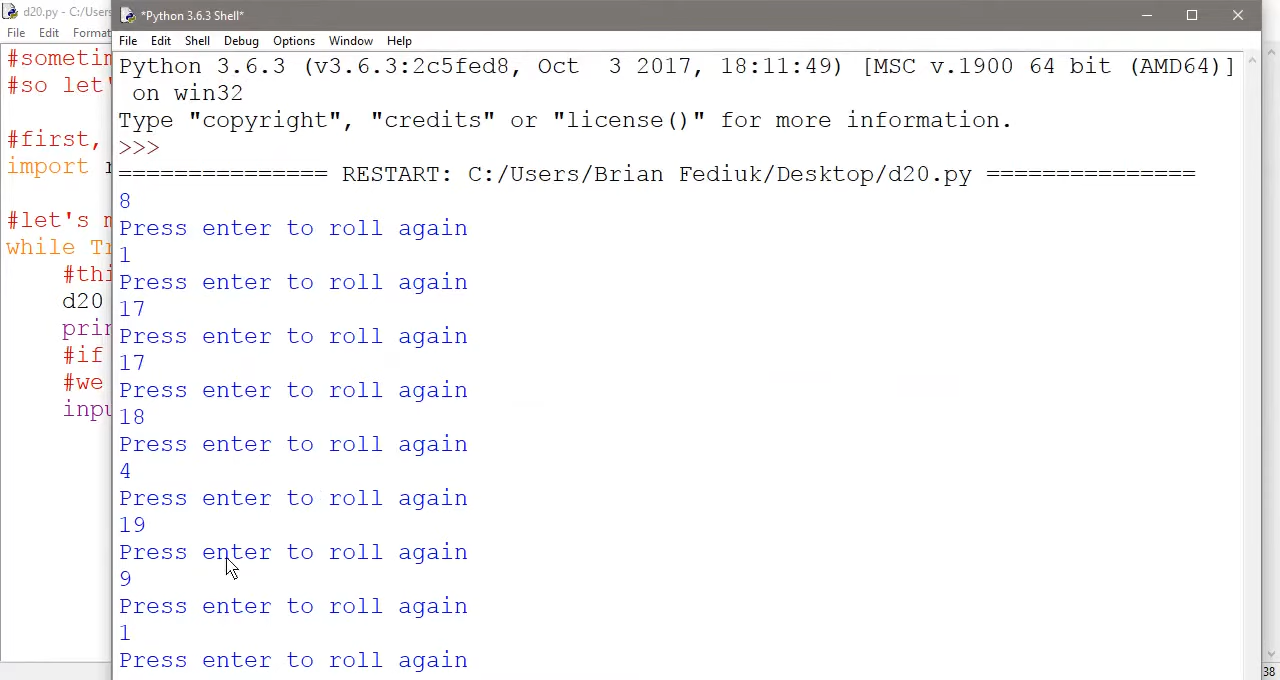 d20.py - C:/Users
File Edit Format
#sometim
#so let'
#first,
import r
#let's m
while Tr
#thi
d20
prin
#if
#we
inpu
*Python 3.6.3 Shell*
File Edit Shell Debug Options Window Help
Python 3.6.3 (v3.6.3:2c5fed8, Oct  3 2017, 18:11:49) [MSC v.1900 64 bit (AMD64)]
on win32
Type "copyright", "credits" or "license()" for more information.
>>>
=============== RESTART: C:/Users/Brian Fediuk/Desktop/d20.py ===============
8
Press enter to roll again
1
Press enter to roll again
17
Press enter to roll again
17
Press enter to roll again
18
Press enter to roll again
4
Press enter to roll again
19
Press enter to roll again
9
Press enter to roll again
1
Press enter to roll again
38